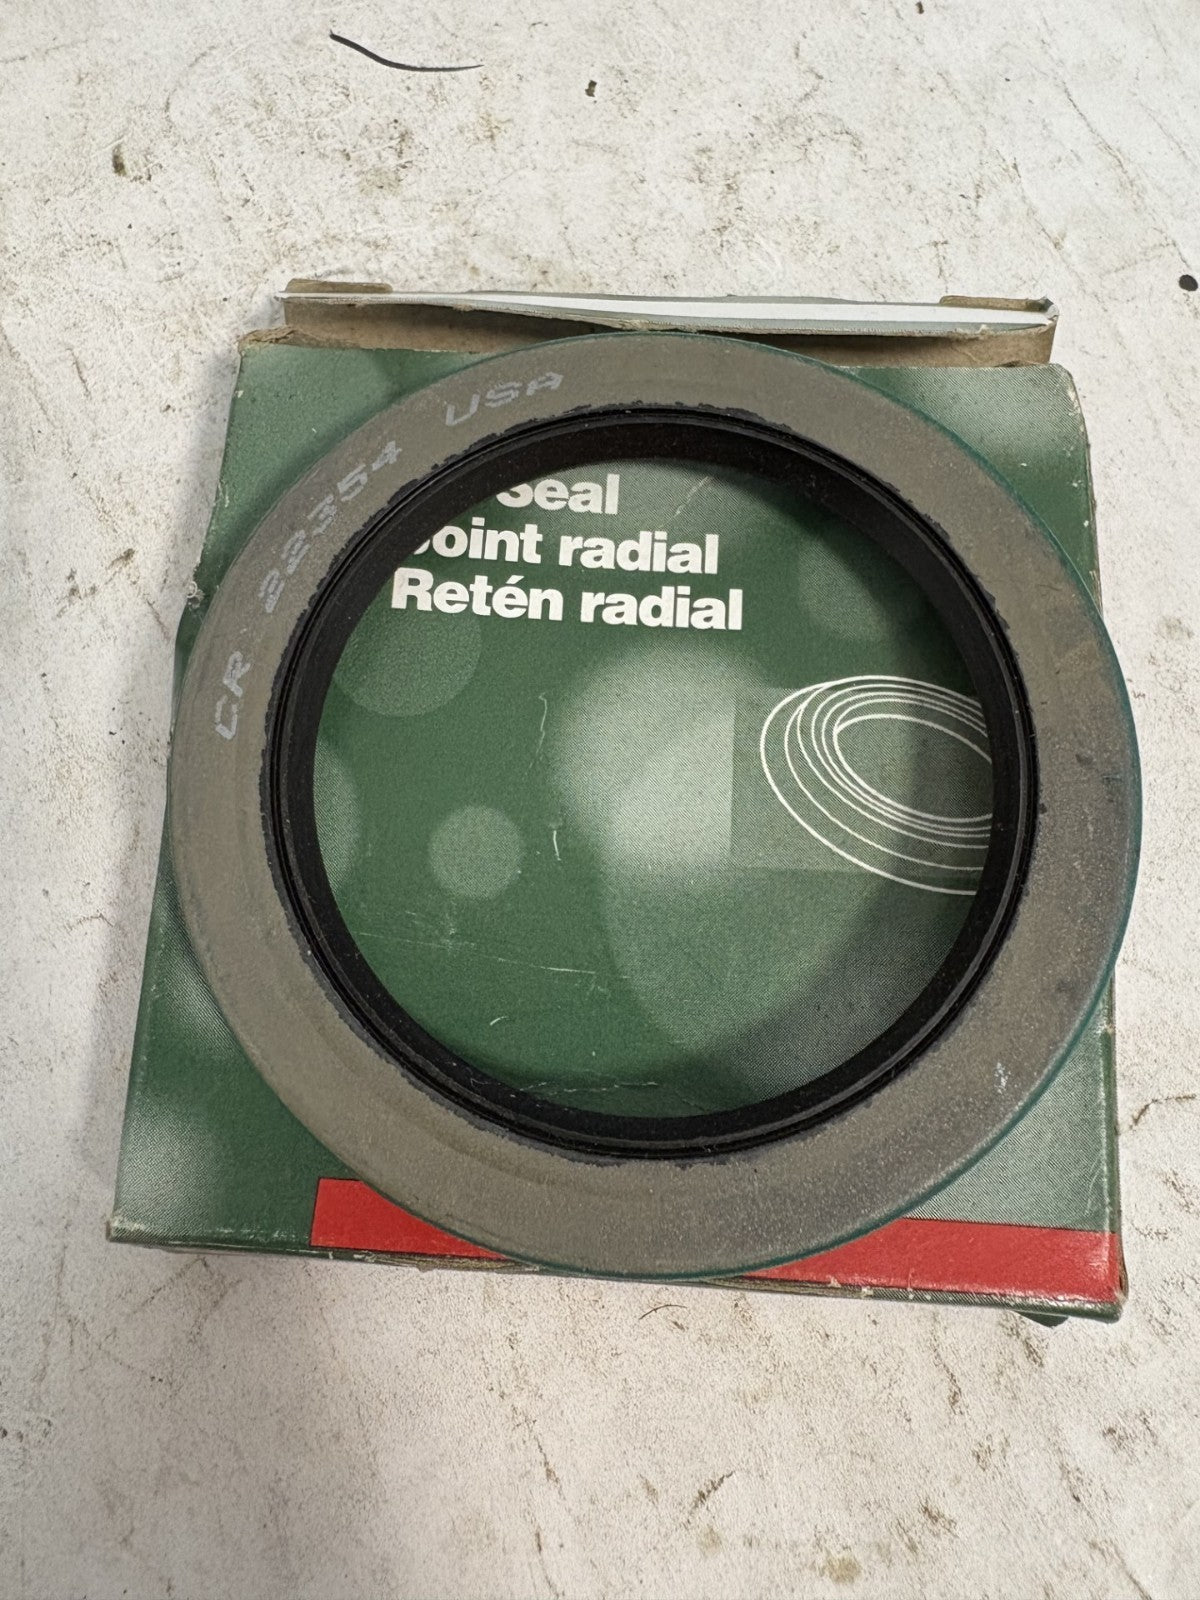 CR 22354 USA
Seal
Joint radial
Retén radial